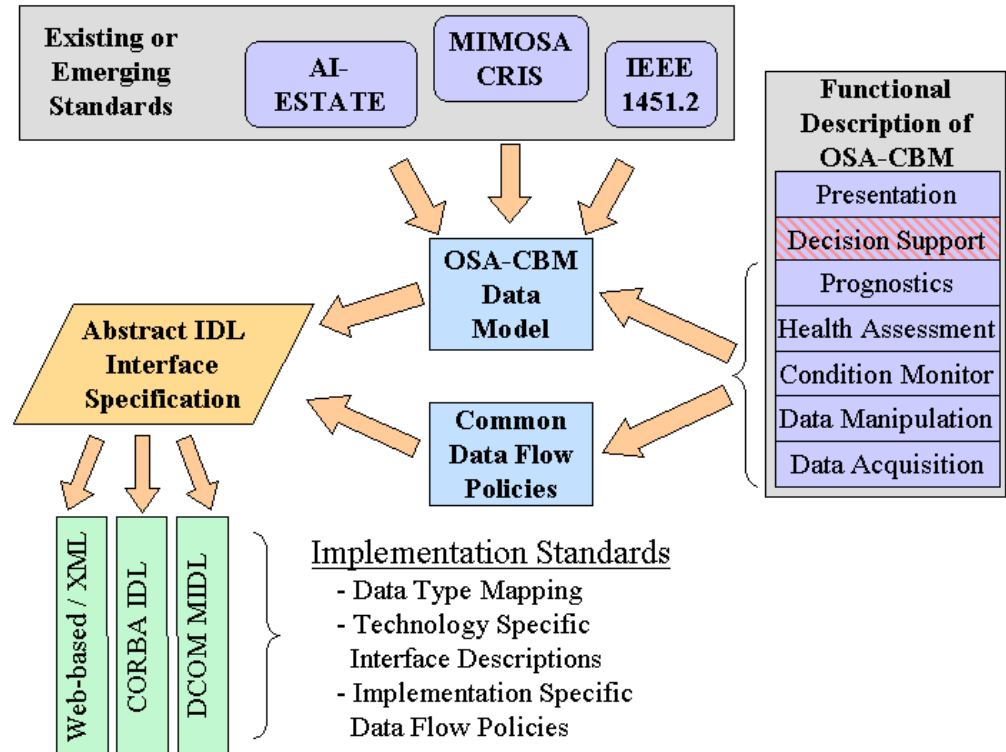 Existing or
Emerging
Standards
AI-
ESTATE
MIMOSA
CRIS
IEEE
1451.2
Functional
Description of
OSA-CBM
Presentation
Decision Support
Prognostics
Health Assessment
Condition Monitor
Data Manipulation
Data Acquisition
OSA-CBM
Data
Model
Abstract IDL
Interface
Specification
Common
Data Flow
Policies
Web-based / XML
CORBA IDL
DCOM MIDL
Implementation Standards
- Data Type Mapping
- Technology Specific
Interface Descriptions
- Implementation Specific
Data Flow Policies